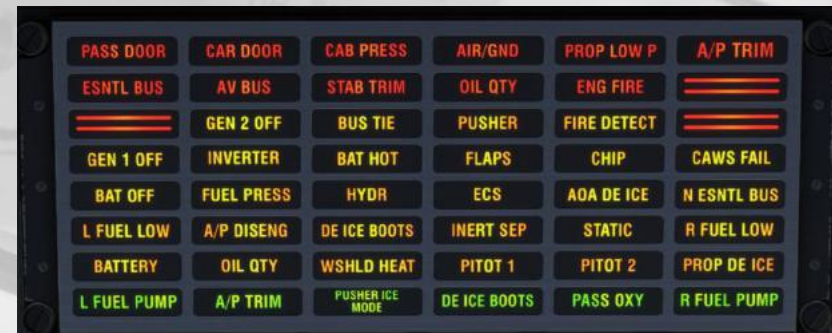 PASS DOOR CAR DOOR CAB PRESS AIR/GND PROP LOW P A/P TRIM
ESNTL BUS AV BUS STAB TRIM OIL QTY ENG FIRE
GEN 2 OFF BUS TIE PUSHER FIRE DETECT
GEN 1 OFF INVERTER BAT HOT FLAPS CHIP CAWS FAIL
BAT OFF FUEL PRESS HYDR ECS AOA DE ICE N ESNTL BUS
L FUEL LOW A/P DISENG DE ICE BOOTS INERT SEP STATIC R FUEL LOW
BATTERY OIL QTY WSHLD HEAT PITOT 1 PITOT 2 PROP DE ICE
L FUEL PUMP A/P TRIM PUSHER ICE MODE DE ICE BOOTS PASS OXY R FUEL PUMP